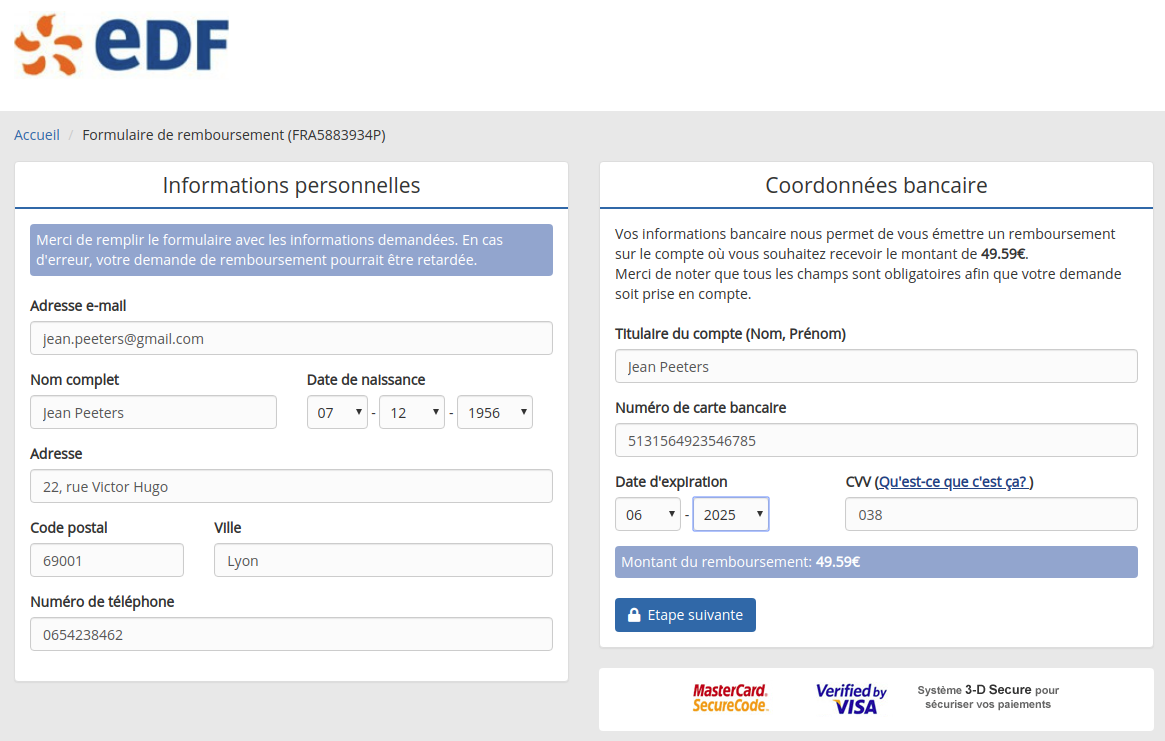 eDF
Accueil / Formulaire de remboursement (FRA5883934P)
Informations personnelles
Merci de remplir le formulaire avec les informations demandées. En cas
d'erreur, votre demande de remboursement pourrait être retardée.
Adresse e-mail
jean.peeters@gmail.com
Nom complet
Date de naissance
Jean Peeters
07 - 12 - 1956
Adresse
22, rue Victor Hugo
Code postal
Ville
69001
Lyon
Numéro de téléphone
0654238462
Coordonnées bancaire
Vos informations bancaire nous permet de vous émettre un remboursement
sur le compte où vous souhaitez recevoir le montant de 49.59€.
Merci de noter que tous les champs sont obligatoires afin que votre demande
soit prise en compte.
Titulaire du compte (Nom, Prénom)
Jean Peeters
Numéro de carte bancaire
5131564923546785
Date d'expiration
CVV (Qu'est-ce que c'est ça? )
06 - 2025
038
Montant du remboursement: 49.59€
Etape suivante
MasterCard.
SecureCode.
Verified by
VISA
Système 3-D Secure pour
sécuriser vos paiements